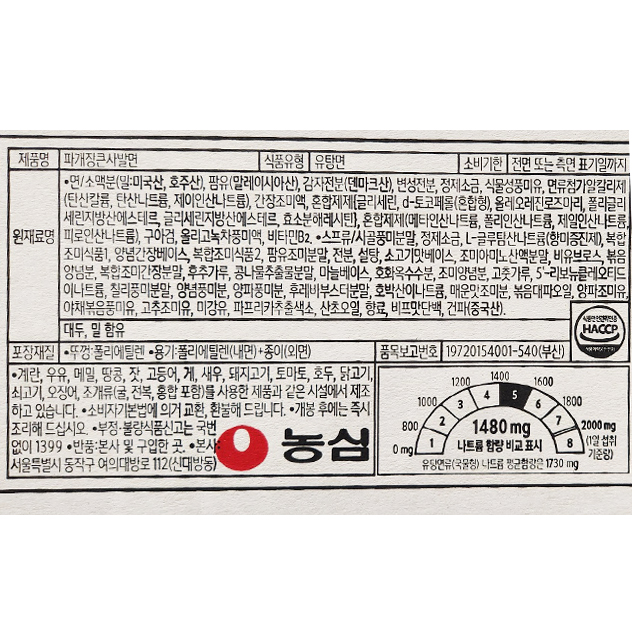 제품명 파개장큰사발면 식품유형 유탕면 소비기한 전면 또는 측면 표기일까지
원재료명
•면/소맥분(밀:미국산, 호주산), 팜유(말레이시아산), 감자전분(덴마크산), 변성전분, 정제소금, 식물성풍미유, 면류첨가알칼리제
(탄산칼륨, 탄산나트륨, 제이인산나트륨), 간장조미액, 혼합제제[글리세린, d-토코페롤(혼합형), 올레오레진로즈마리, 폴리글리
세린지방산에스테르, 글리세린지방산에스테르, 효소분해레시틴], 혼합제제(메타인산나트륨, 폴리인산나트륨, 제일인산나트륨,
피로인산나트륨), 구아검, 올리고녹차풍미액, 비타민B2, •스프류/시골풍미분말, 정제소금, L-글루탐산나트륨(향미증진제), 복합
조미식품1, 양념간장베이스, 복합조미식품2, 팜유조미분말, 전분, 설탕, 소고기맛베이스, 조미아미노산맥분말, 비유브로스, 볶음
양념분, 복합조미간장분말, 후추가루, 콩나물추출물분말, 마늘베이스, 호화옥수수분, 조미양념분, 고춧가루, 5'-리보뉴클레오티드
이나트륨, 칠리풍미분말, 양념풍미분, 양파풍미분, 후레바부스터분말, 호박산이나트륨, 매운맛조미분, 볶음대파오일, 양파조미유,
야채볶음풍미유, 고추조미유, 미강유, 파프리카추출색소, 산초오일, 향료, 비프맛단백, 건파(중국산).
대두, 밀 함유
식품안전관리인증
HACCP
식품의약품안전처
포장재질 •뚜껑:폴리에틸렌 •용기:폴리에틸렌(내면)+종이(외면) 품목보고번호 19720154001-540(부산)
•계란, 우유, 메밀, 땅콩, 잣, 고등어, 게, 새우, 돼지고기, 토마토, 호두, 닭고기,
쇠고기, 오징어, 조개류(굴, 전복, 홍합 포함)를 사용한 제품과 같은 시설에서 제조
하고 있습니다. •소비자기본법에 의거 교환, 환불해 드립니다. •개봉 후에는 즉시
조리해 드십시오. •부정·불량식품신고는 국번
없이 1399 •반품:본사 및 구입한 곳. •본사:
서울특별시 동작구 여의대방로 112(신대방동)
농심
0 mg 800 1000 1200 1400 1600 1800 2000 mg
(1일 섭취
기준량)
1 2 3 4 5 6 7 8
1480 mg
나트륨 함량 비교 표시
유탕면류(국물형) 나트륨 평균함량은 1730 mg